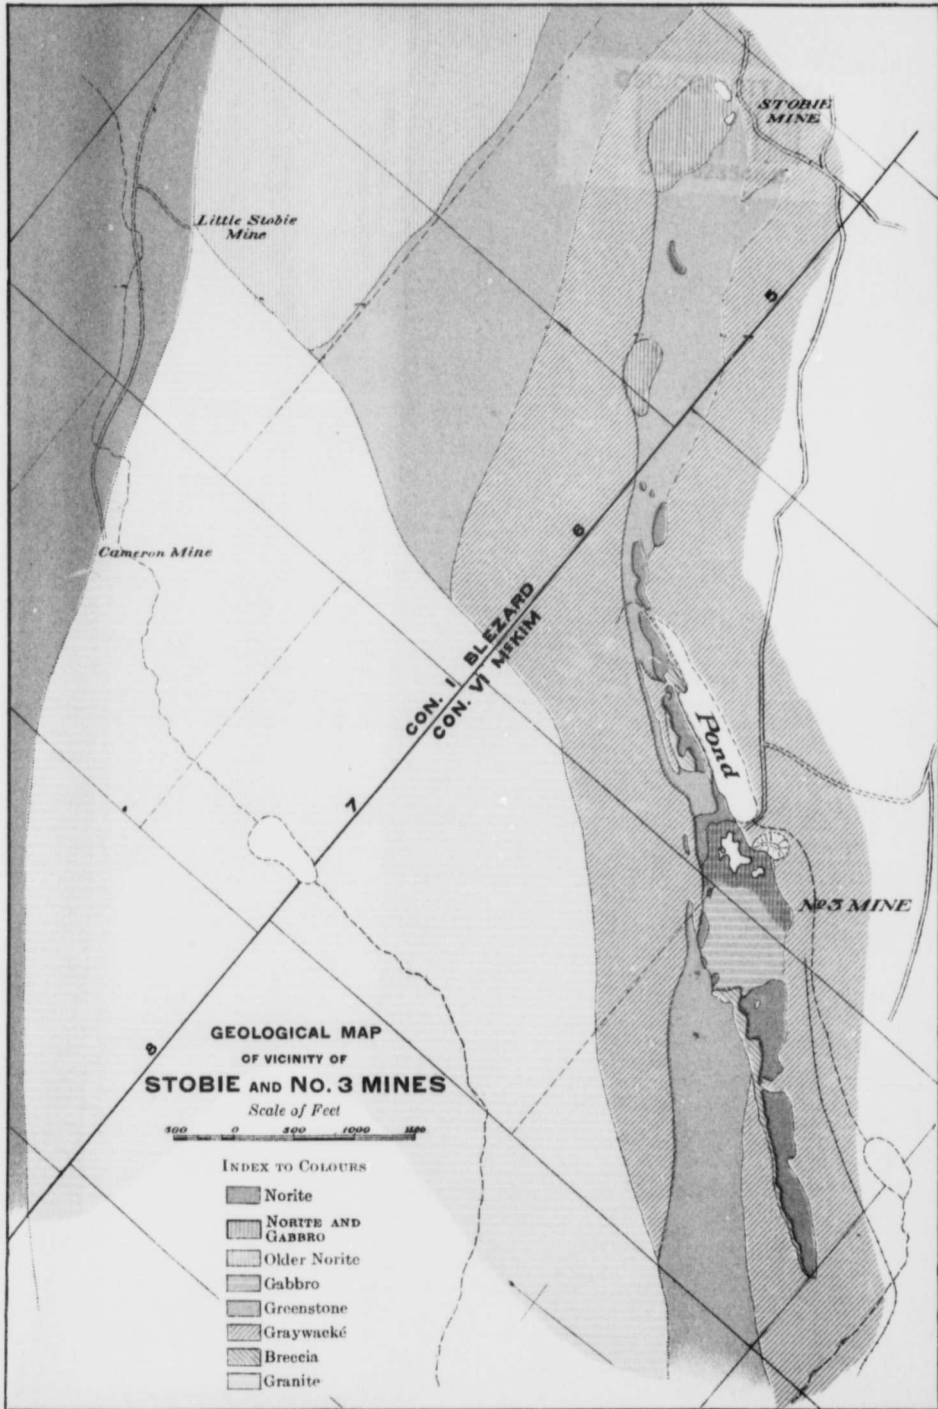 STOBIE
MINE
Little Stobie
Mine
5
Cameron Mine
6
CON. I BLEZARD
CON. VI McKIM
Pond
7
No3 MINE
8
GEOLOGICAL MAP
OF VICINITY OF
STOBIE AND NO. 3 MINES
Scale of Feet
500 0 500 1000 1500
INDEX TO COLOURS
Norite
NORITE AND
GABBRO
Older Norite
Gabbro
Greenstone
Graywacké
Breccia
Granite